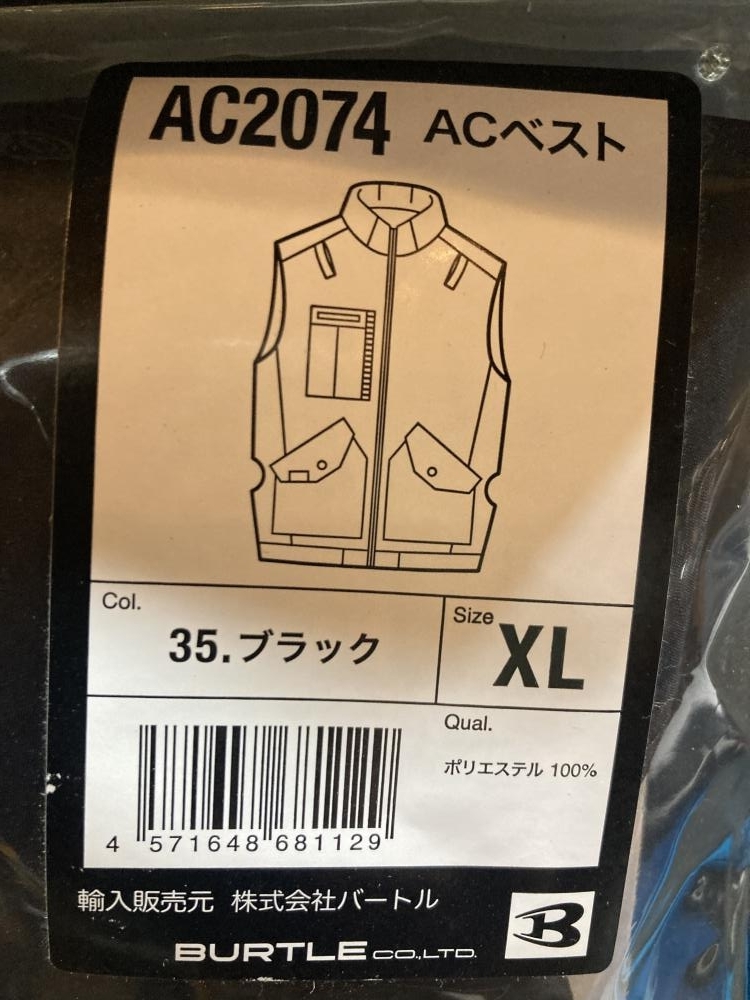 AC2074 ACベスト
Col.
35.ブラック
Size
XL
Qual.
ポリエステル 100%
4 571648 681129
輸入販売元 株式会社バートル
BURTLE CO.,LTD.
B